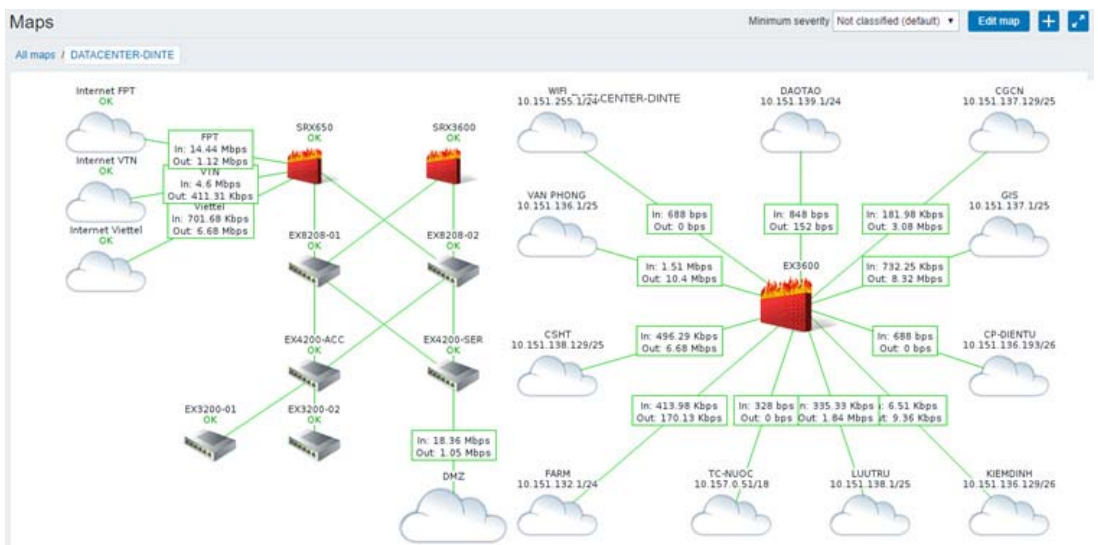 Maps
Minimum severity Not classified (default) Edit map
All maps / DATACENTER-DINTE
Internet FPT
OK
FPT
In: 14.44 Mbps
Out: 1.12 Mbps
Internet VTN
OK
VTN
In: 4.6 Mbps
Out: 411.31 Kbps
Viettel
In: 701.68 Kbps
Out: 6.68 Mbps
Internet Viettel
OK
SRX650
OK
SRX3600
OK
EX8208-01
OK
EX8208-02
OK
EX4200-ACC
OK
EX4200-SER
OK
EX3200-01
OK
EX3200-02
OK
In: 18.36 Mbps
Out: 1.05 Mbps
DMZ
WIFI
10.151.255.1/24
CENTER-DINTE
DAOTAO
10.151.139.1/24
CGCN
10.151.137.129/25
VAN PHONG
10.151.136.1/25
GIS
10.151.137.1/25
In: 688 bps
Out: 0 bps
In: 848 bps
Out: 152 bps
In: 181.98 Kbps
Out: 3.08 Mbps
In: 1.51 Mbps
Out: 10.4 Mbps
EX3600
In: 732.25 Kbps
Out: 8.32 Mbps
CSHT
10.151.138.129/25
In: 496.29 Kbps
Out: 6.68 Mbps
In: 688 bps
Out: 0 bps
CP-DIENTU
10.151.136.193/26
In: 413.98 Kbps
Out: 170.13 Kbps
In: 328 bps
Out: 0 bps
n: 335.33 Kbps
Out: 1.84 Mbps
: 6.51 Kbps
t: 9.36 Kbps
FARM
10.151.132.1/24
TC-NUOC
10.157.0.51/18
LUUTRU
10.151.138.1/25
KIEMDINH
10.151.136.129/26